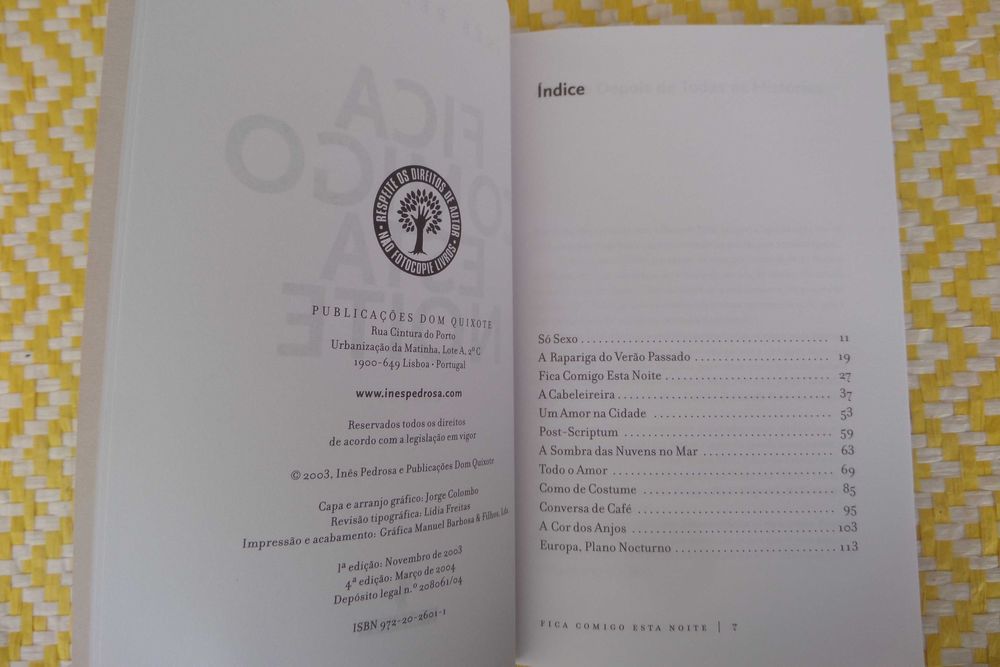 RESPEITE OS DIREITOS DE AUTOR
• NÃO FOTOCOPIE LIVROS •
PUBLICAÇÕES DOM QUIXOTE
Rua Cintura do Porto
Urbanização da Matinha, Lote A, 2º C
1900-649 Lisboa • Portugal
www.inespedrosa.com
Reservados todos os direitos
de acordo com a legislação em vigor
© 2003, Inês Pedrosa e Publicações Dom Quixote
Capa e arranjo gráfico: Jorge Colombo
Revisão tipográfica: Lídia Freitas
Impressão e acabamento: Gráfica Manuel Barbosa & Filhos, Lda.
1ª edição: Novembro de 2003
4ª edição: Março de 2004
Depósito legal n.º 208061/04
ISBN 972-20-2601-1
Índice
Só Sexo 11
A Rapariga do Verão Passado 19
Fica Comigo Esta Noite 27
A Cabeleireira 37
Um Amor na Cidade 53
Post-Scriptum 59
A Sombra das Nuvens no Mar 63
Todo o Amor 69
Como de Costume 85
Conversa de Café 95
A Cor dos Anjos 103
Europa, Plano Nocturno 113
FICA COMIGO ESTA NOITE | 7